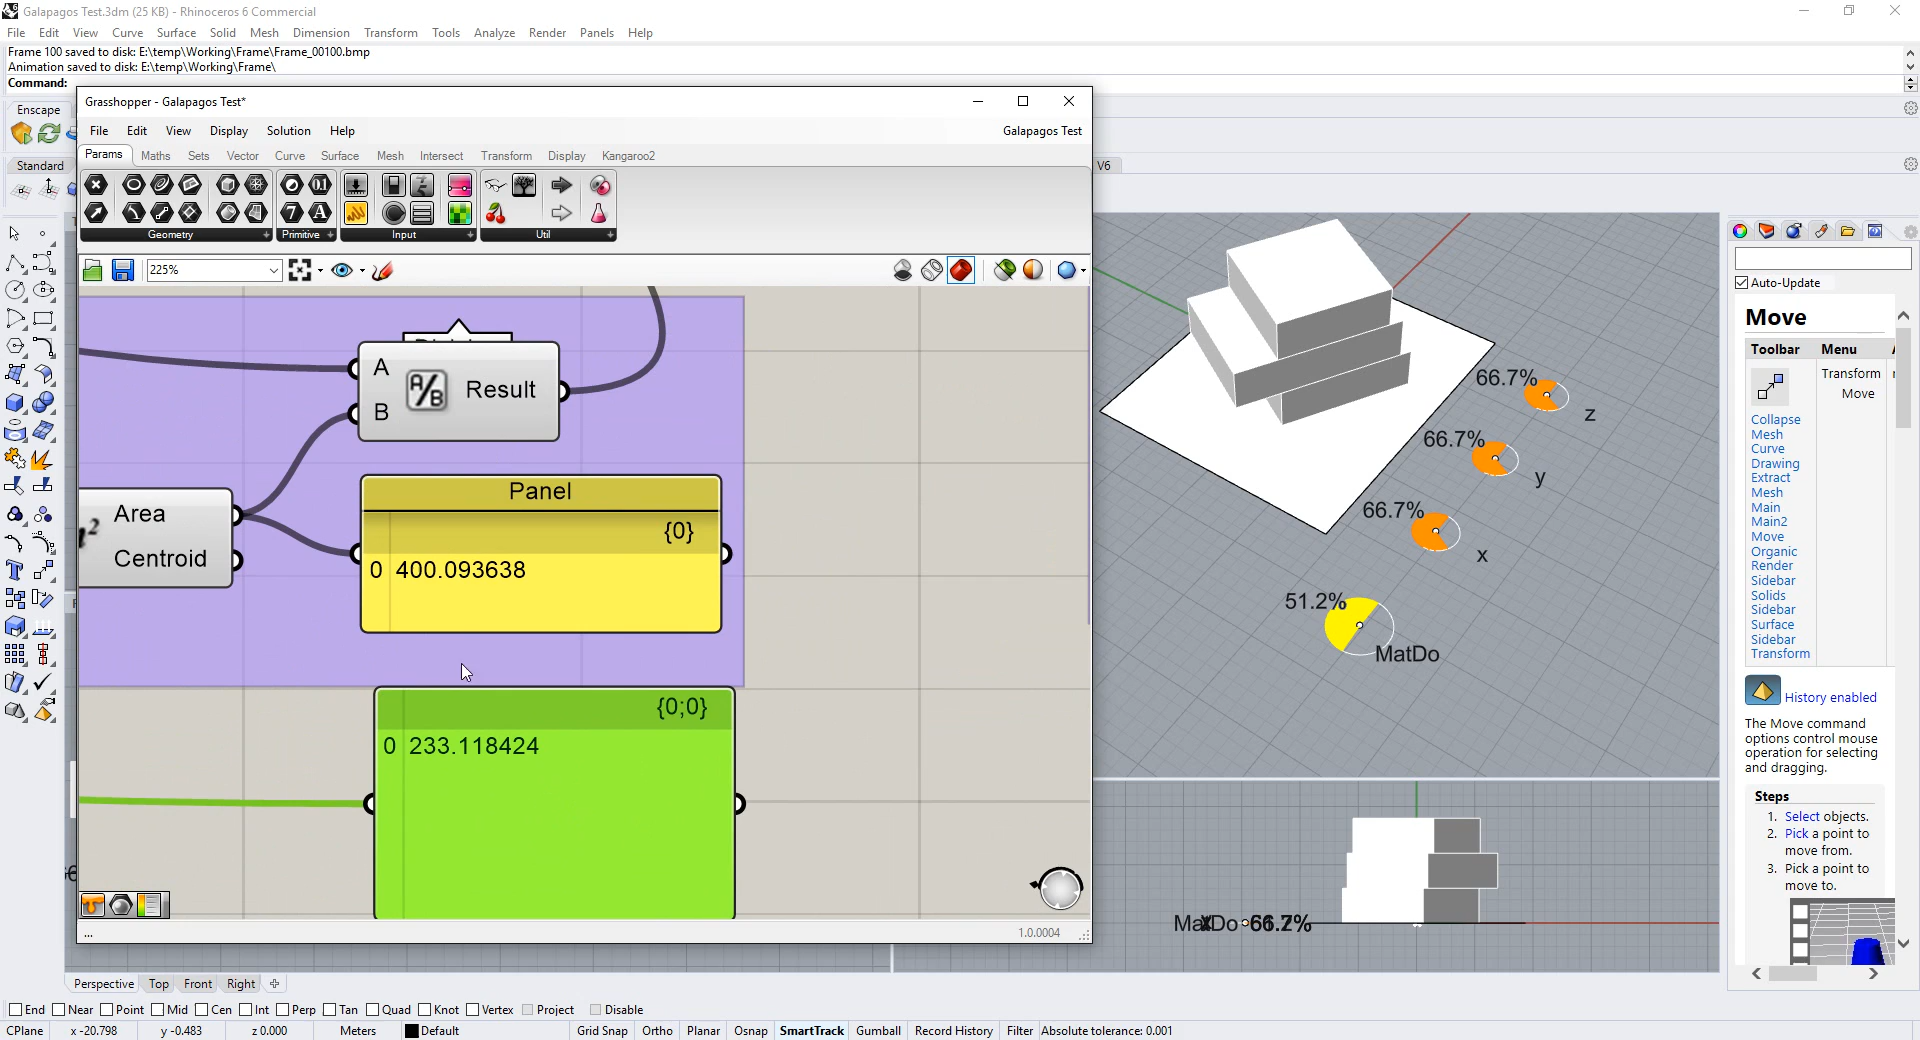 Galapagos Test.3dm (25 KB) - Rhinoceros 6 Commercial
File Edit View Curve Surface Solid Mesh Dimension Transform Tools Analyze Render Panels Help
Frame 100 saved to disk: E:\temp\Working\Frame\Frame_00100.bmp
Animation saved to disk: E:\temp\Working\Frame\
Command:
Enscape
Standard
V6
Grasshopper - Galapagos Test*
File Edit View Display Solution Help Galapagos Test
Params Maths Sets Vector Curve Surface Mesh Intersect Transform Display Kangaroo2
Geometry Primitive Input Util
225%
A
B
A/B
Result
Area
Centroid
Panel
{0}
0 400.093638
{0;0}
0 233.118424
...
1.0.0004
66.7%
z
66.7%
y
66.7%
x
51.2%
MatDo
Auto-Update
Move
Toolbar Menu
Transform
Move
Collapse
Mesh
Curve
Drawing
Extract
Mesh
Main
Main2
Move
Organic
Render
Sidebar
Solids
Sidebar
Surface
Sidebar
Transform
History enabled
The Move command
options control mouse
operation for selecting
and dragging.
Steps
1. Select objects.
2. Pick a point to
move from.
3. Pick a point to
move to.
Perspective Top Front Right
End Near Point Mid Cen Int Perp Tan Quad Knot Vertex Project Disable
CPlane x -20.798 y -0.483 z 0.000 Meters Default Grid Snap Ortho Planar Osnap SmartTrack Gumball Record History Filter Absolute tolerance: 0.001